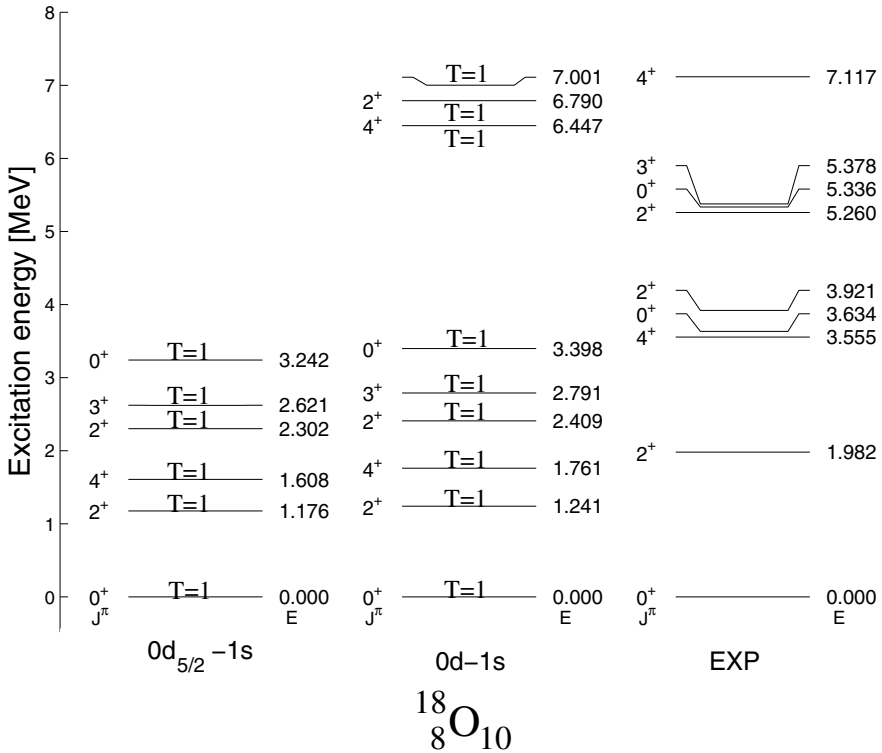 Excitation energy [MeV]
8
7
6
5
4
3
2
1
0
0⁺ T=1 3.242
3⁺ T=1 2.621
2⁺ T=1 2.302
4⁺ T=1 1.608
2⁺ T=1 1.176
0⁺ T=1 0.000
J^π E
0d₅/₂ −1s
T=1 7.001
2⁺ 6.790
T=1
4⁺ 6.447
T=1
0⁺ T=1 3.398
3⁺ T=1 2.791
2⁺ T=1 2.409
4⁺ T=1 1.761
2⁺ T=1 1.241
0⁺ T=1 0.000
J^π E
0d−1s
4⁺ 7.117
3⁺ 5.378
0⁺ 5.336
2⁺ 5.260
2⁺ 3.921
0⁺ 3.634
4⁺ 3.555
2⁺ 1.982
0⁺ 0.000
J^π E
EXP
¹⁸₈O₁₀